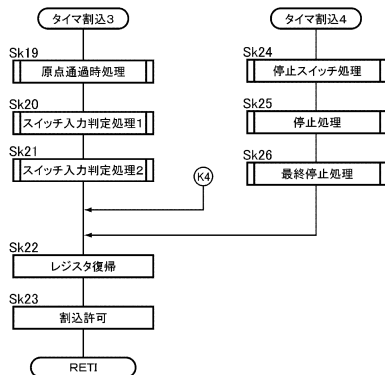 タイマ割込3
Sk19
原点通過時処理
Sk20
スイッチ入力判定処理1
Sk21
スイッチ入力判定処理2
K4
Sk22
レジスタ復帰
Sk23
割込許可
RETI
タイマ割込4
Sk24
停止スイッチ処理
Sk25
停止処理
Sk26
最終停止処理